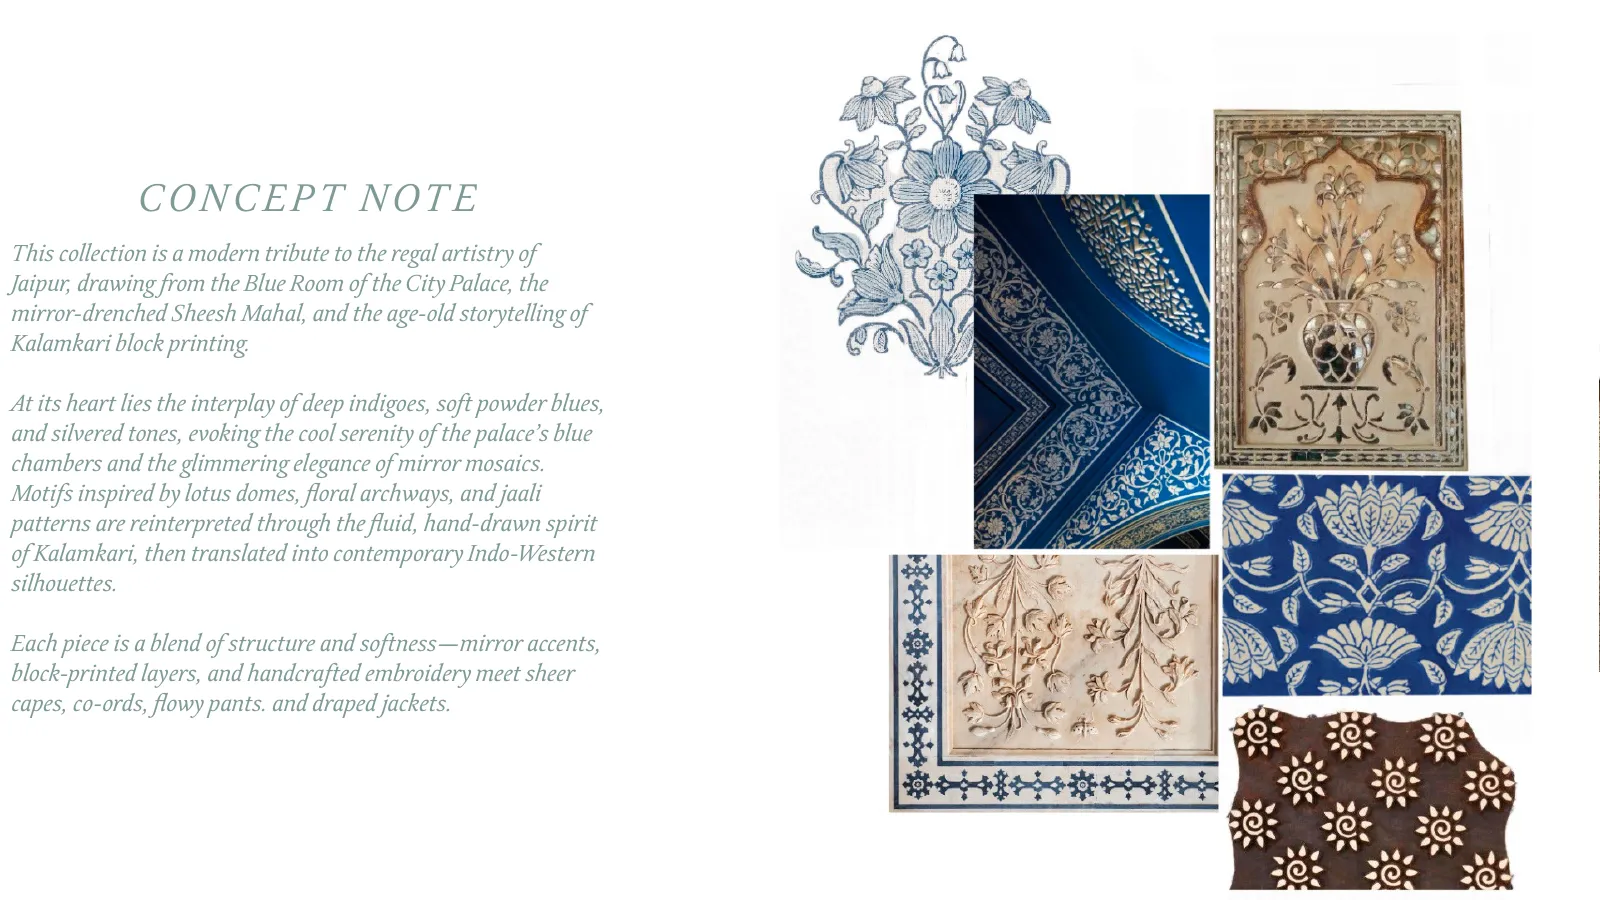 CONCEPT NOTE
This collection is a modern tribute to the regal artistry of
Jaipur, drawing from the Blue Room of the City Palace, the
mirror-drenched Sheesh Mahal, and the age-old storytelling of
Kalamkari block printing.
At its heart lies the interplay of deep indigoes, soft powder blues,
and silvered tones, evoking the cool serenity of the palace’s blue
chambers and the glimmering elegance of mirror mosaics.
Motifs inspired by lotus domes, floral archways, and jaali
patterns are reinterpreted through the fluid, hand-drawn spirit
of Kalamkari, then translated into contemporary Indo-Western
silhouettes.
Each piece is a blend of structure and softness—mirror accents,
block-printed layers, and handcrafted embroidery meet sheer
capes, co-ords, flowy pants. and draped jackets.